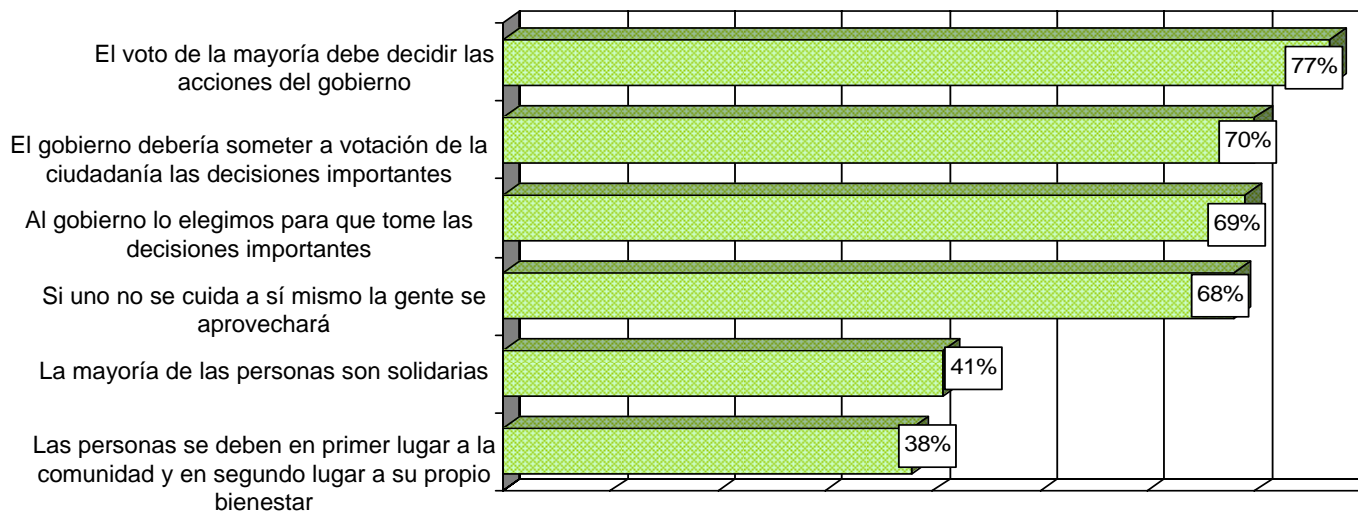 El voto de la mayoría debe decidir las
acciones del gobierno
77%
El gobierno debería someter a votación de la
ciudadanía las decisiones importantes
70%
Al gobierno lo elegimos para que tome las
decisiones importantes
69%
Si uno no se cuida a sí mismo la gente se
aprovechará
68%
La mayoría de las personas son solidarias
41%
Las personas se deben en primer lugar a la
comunidad y en segundo lugar a su propio
bienestar
38%